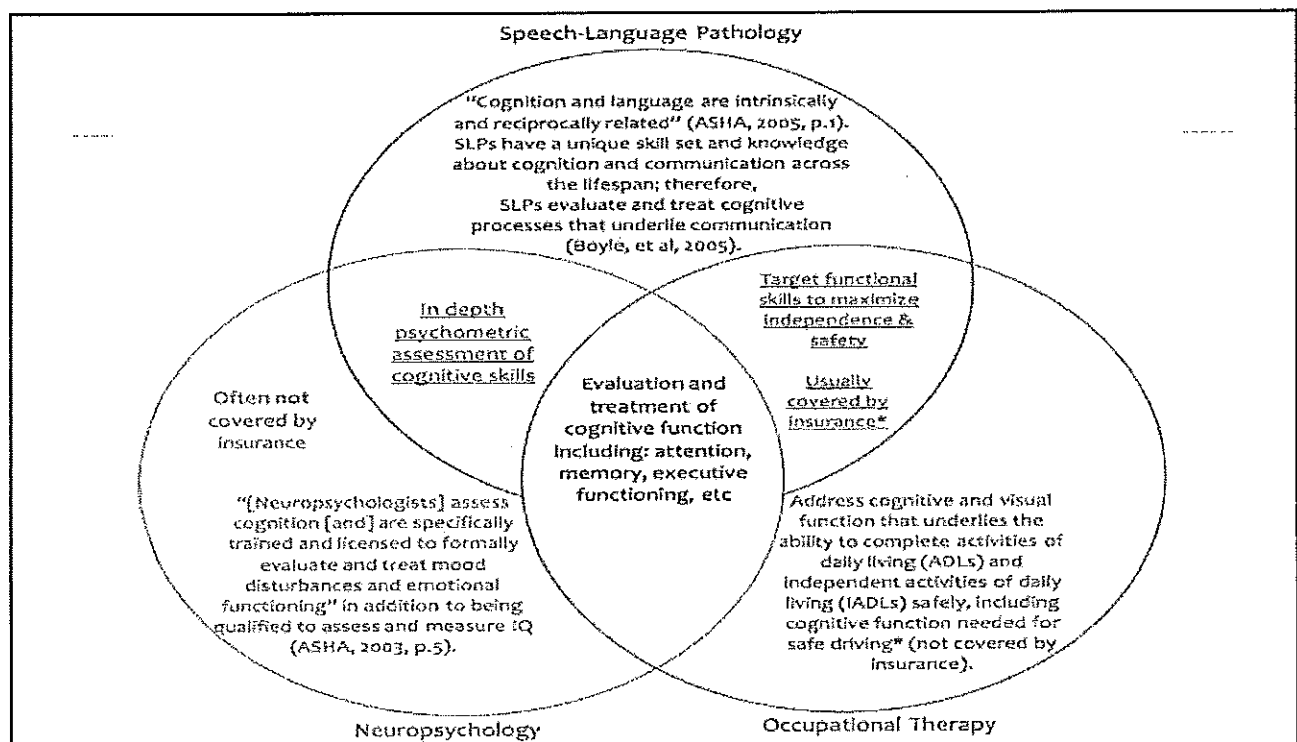 Speech-Language Pathology
"Cognition and language are intrinsically
and reciprocally related" (ASHA, 2005, p.1).
SLPs have a unique skill set and knowledge
about cognition and communication across
the lifespan; therefore,
SLPs evaluate and treat cognitive
processes that underlie communication
(Boyle, et al, 2005).
In depth
psychometric
assessment of
cognitive skills
Target functional
skills to maximize
independence &
safety
Usually
covered by
insurance*
Often not
covered by
insurance
Evaluation and
treatment of
cognitive function
including: attention,
memory, executive
functioning, etc
"[Neuropsychologists] assess
cognition [and] are specifically
trained and licensed to formally
evaluate and treat mood
disturbances and emotional
functioning" in addition to being
qualified to assess and measure IQ
(ASHA, 2003, p.5).
Address cognitive and visual
function that underlies the
ability to complete activities of
daily living (ADLs) and
independent activities of daily
living (IADLs) safely, including
cognitive function needed for
safe driving* (not covered by
insurance).
Neuropsychology
Occupational Therapy